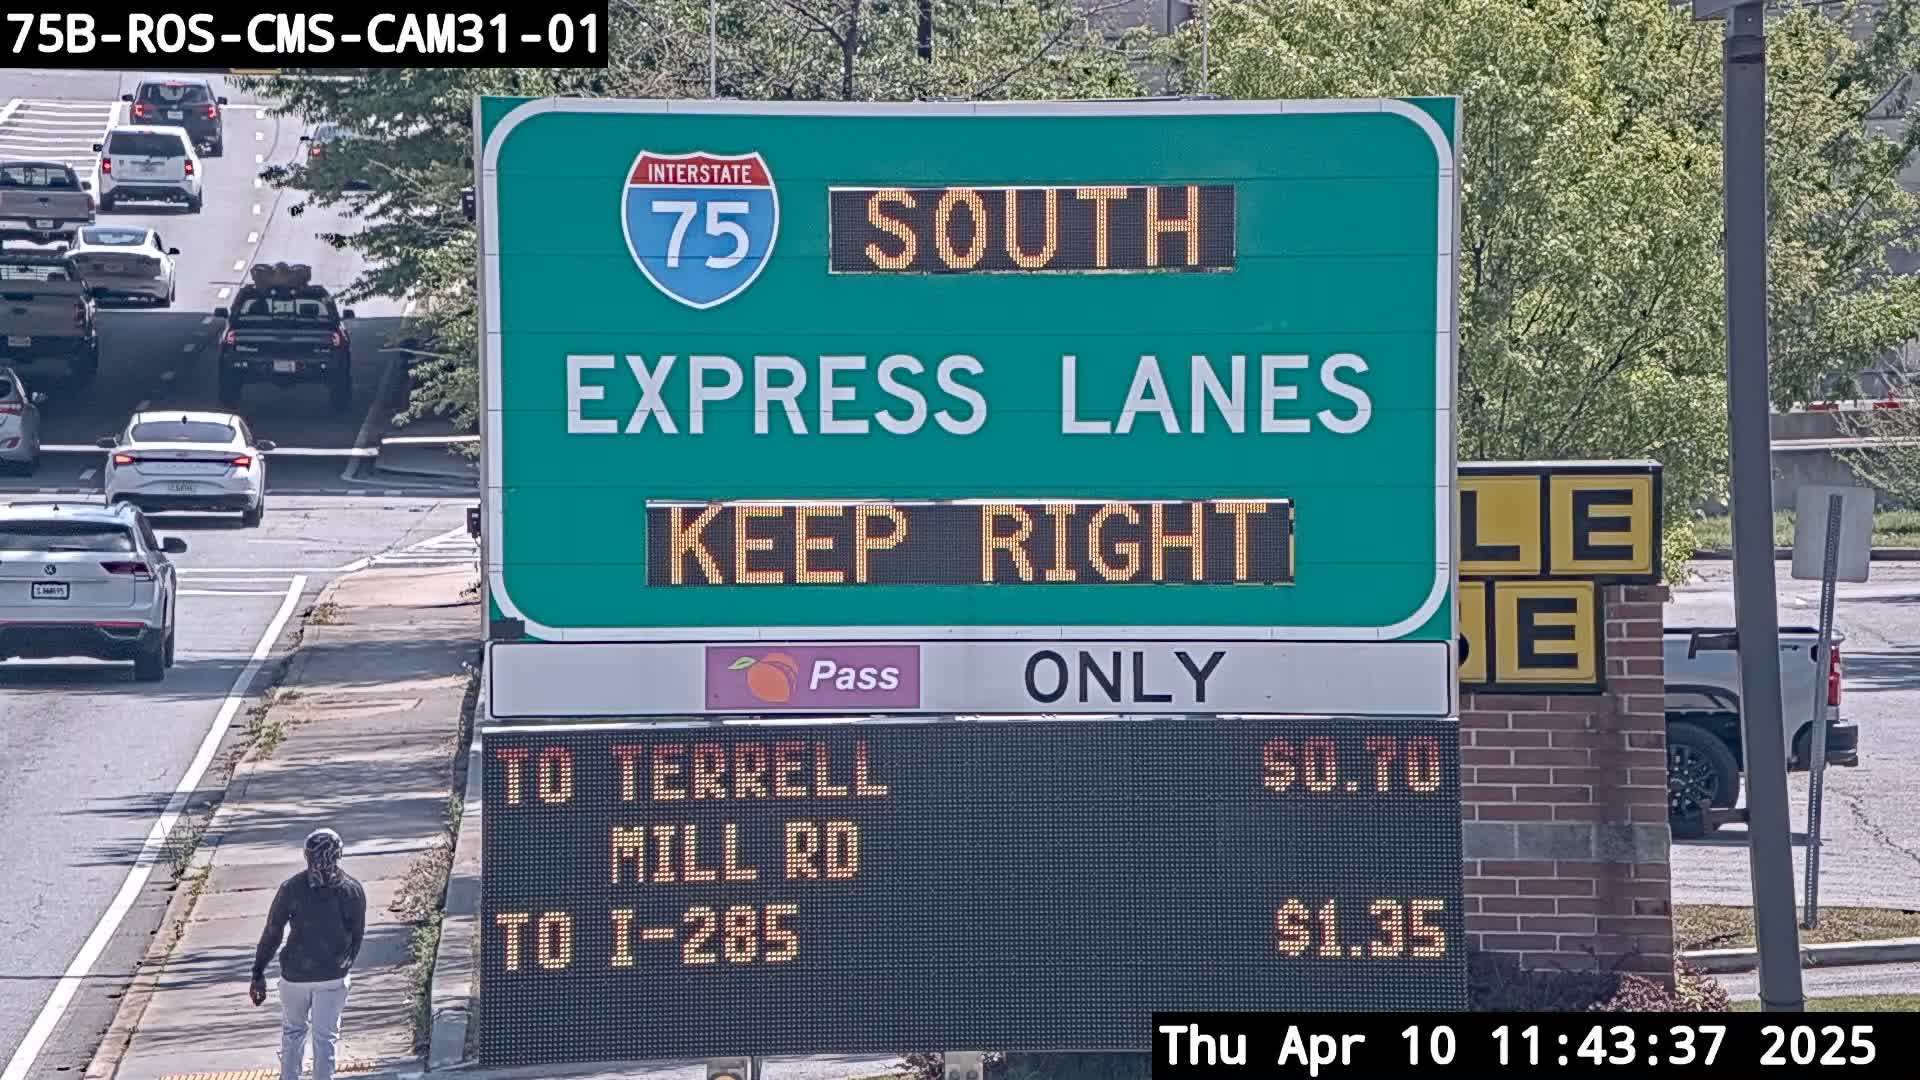 75B-ROS-CMS-CAM31-01
INTERSTATE
75
SOUTH
EXPRESS LANES
KEEP RIGHT
Pass ONLY
TO TERRELL $0.70
MILL RD
TO I-285 $1.35
LE
E
Thu Apr 10 11:43:37 2025